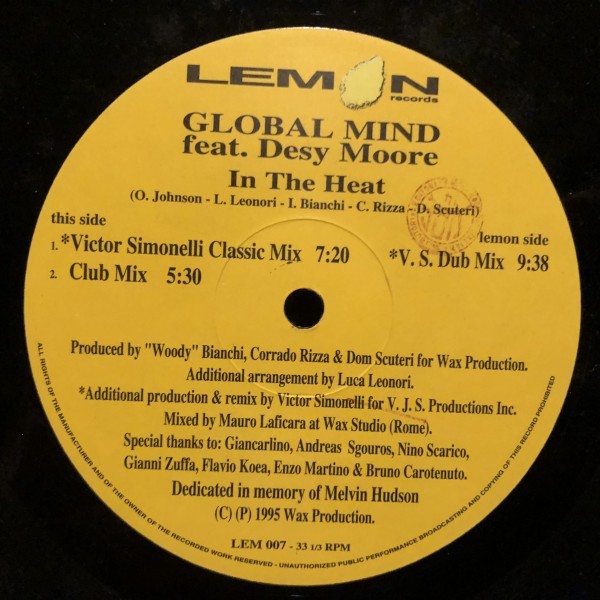 LEMON
records
GLOBAL MIND
feat. Desy Moore
In The Heat
(O. Johnson - L. Leonori - I. Bianchi - C. Rizza - D. Scuteri)
this side
1. *Victor Simonelli Classic Mix 7:20
2. Club Mix 5:30
lemon side
*V. S. Dub Mix 9:38
Produced by "Woody" Bianchi, Corrado Rizza & Dom Scuteri for Wax Production.
Additional arrangement by Luca Leonori.
*Additional production & remix by Victor Simonelli for V. J. S. Productions Inc.
Mixed by Mauro Laficara at Wax Studio (Rome).
Special thanks to: Giancarlino, Andreas Sgouros, Nino Scarico,
Gianni Zuffa, Flavio Koea, Enzo Martino & Bruno Carotenuto.
Dedicated in memory of Melvin Hudson
(C) (P) 1995 Wax Production.
LEM 007 - 33 1/3 RPM
ALL RIGHTS OF THE MANUFACTURER AND OF THE OWNER OF THE RECORDED WORK RESERVED - UNAUTHORIZED PUBLIC PERFORMANCE BROADCASTING AND COPYING OF THIS RECORD PROHIBITED